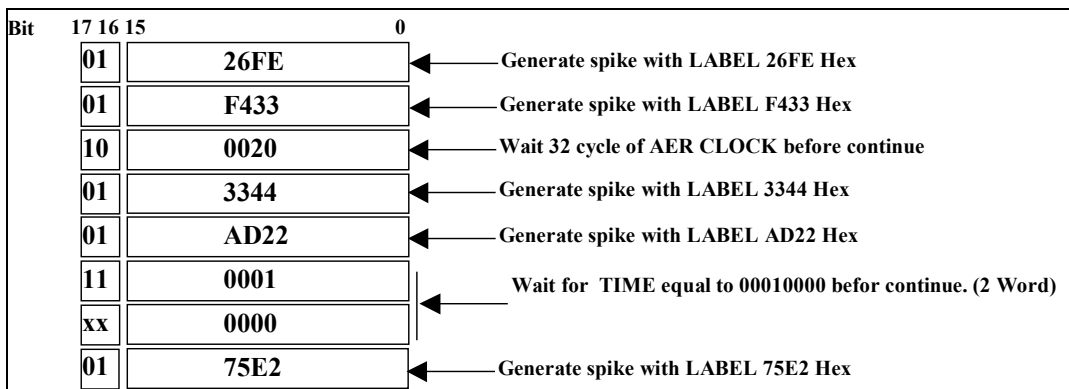 Bit 17 16 15 0
01 26FE Generate spike with LABEL 26FE Hex
01 F433 Generate spike with LABEL F433 Hex
10 0020 Wait 32 cycle of AER CLOCK before continue
01 3344 Generate spike with LABEL 3344 Hex
01 AD22 Generate spike with LABEL AD22 Hex
11 0001 Wait for TIME equal to 00010000 befor continue. (2 Word)
xx 0000
01 75E2 Generate spike with LABEL 75E2 Hex